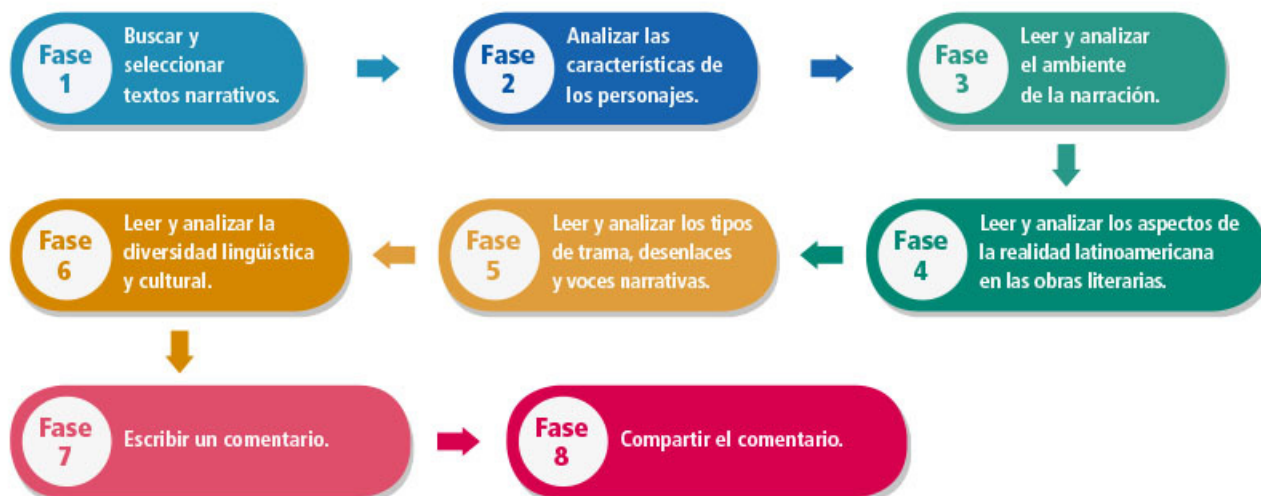 Fase
1
Buscar y
seleccionar
textos narrativos.
Fase
2
Analizar las
características de
los personajes.
Fase
3
Leer y analizar
el ambiente
de la narración.
Fase
4
Leer y analizar los aspectos de
la realidad latinoamericana
en las obras literarias.
Fase
5
Leer y analizar los tipos
de trama, desenlaces
y voces narrativas.
Fase
6
Leer y analizar la
diversidad lingüística
y cultural.
Fase
7
Escribir un comentario.
Fase
8
Compartir el comentario.